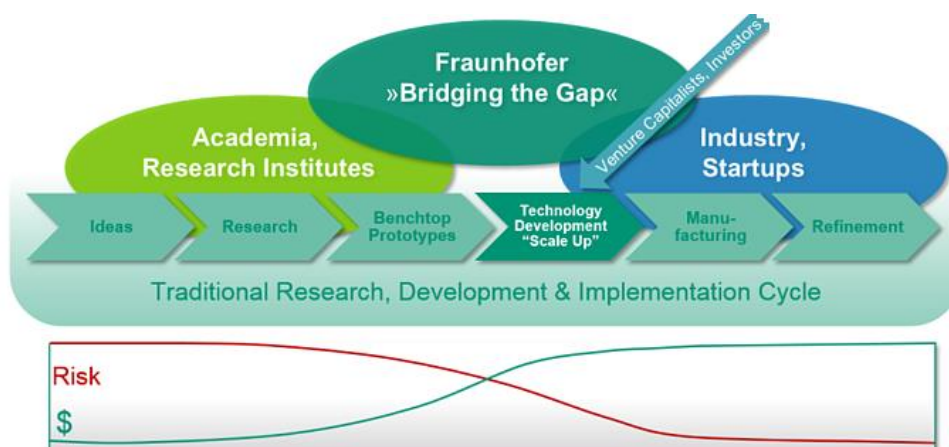 Fraunhofer
»Bridging the Gap«
Venture Capitalists, Investors
Academia,
Research Institutes
Industry,
Startups
Ideas
Research
Benchtop
Prototypes
Technology
Development
“Scale Up”
Manu-
facturing
Refinement
Traditional Research, Development & Implementation Cycle
Risk
$